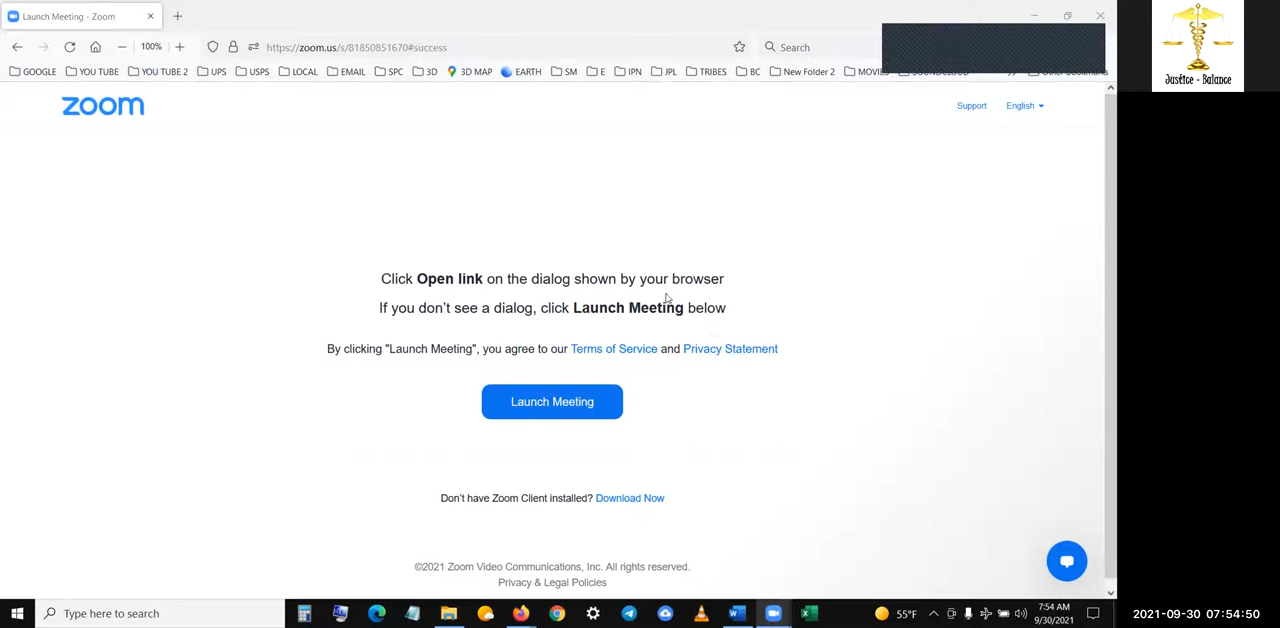 Launch Meeting - Zoom
100%
https://zoom.us/s/81850851670#success
Search
GOOGLE YOU TUBE YOU TUBE 2 UPS USPS LOCAL EMAIL SPC 3D 3D MAP EARTH SM E IPN JPL TRIBES BC New Folder 2
Justice - Balance
zoom
Support English
Click Open link on the dialog shown by your browser
If you don't see a dialog, click Launch Meeting below
By clicking "Launch Meeting", you agree to our Terms of Service and Privacy Statement
Launch Meeting
Don't have Zoom Client installed? Download Now
©2021 Zoom Video Communications, Inc. All rights reserved.
Privacy & Legal Policies
Type here to search
55°F
7:54 AM
9/30/2021
2021-09-30 07:54:50